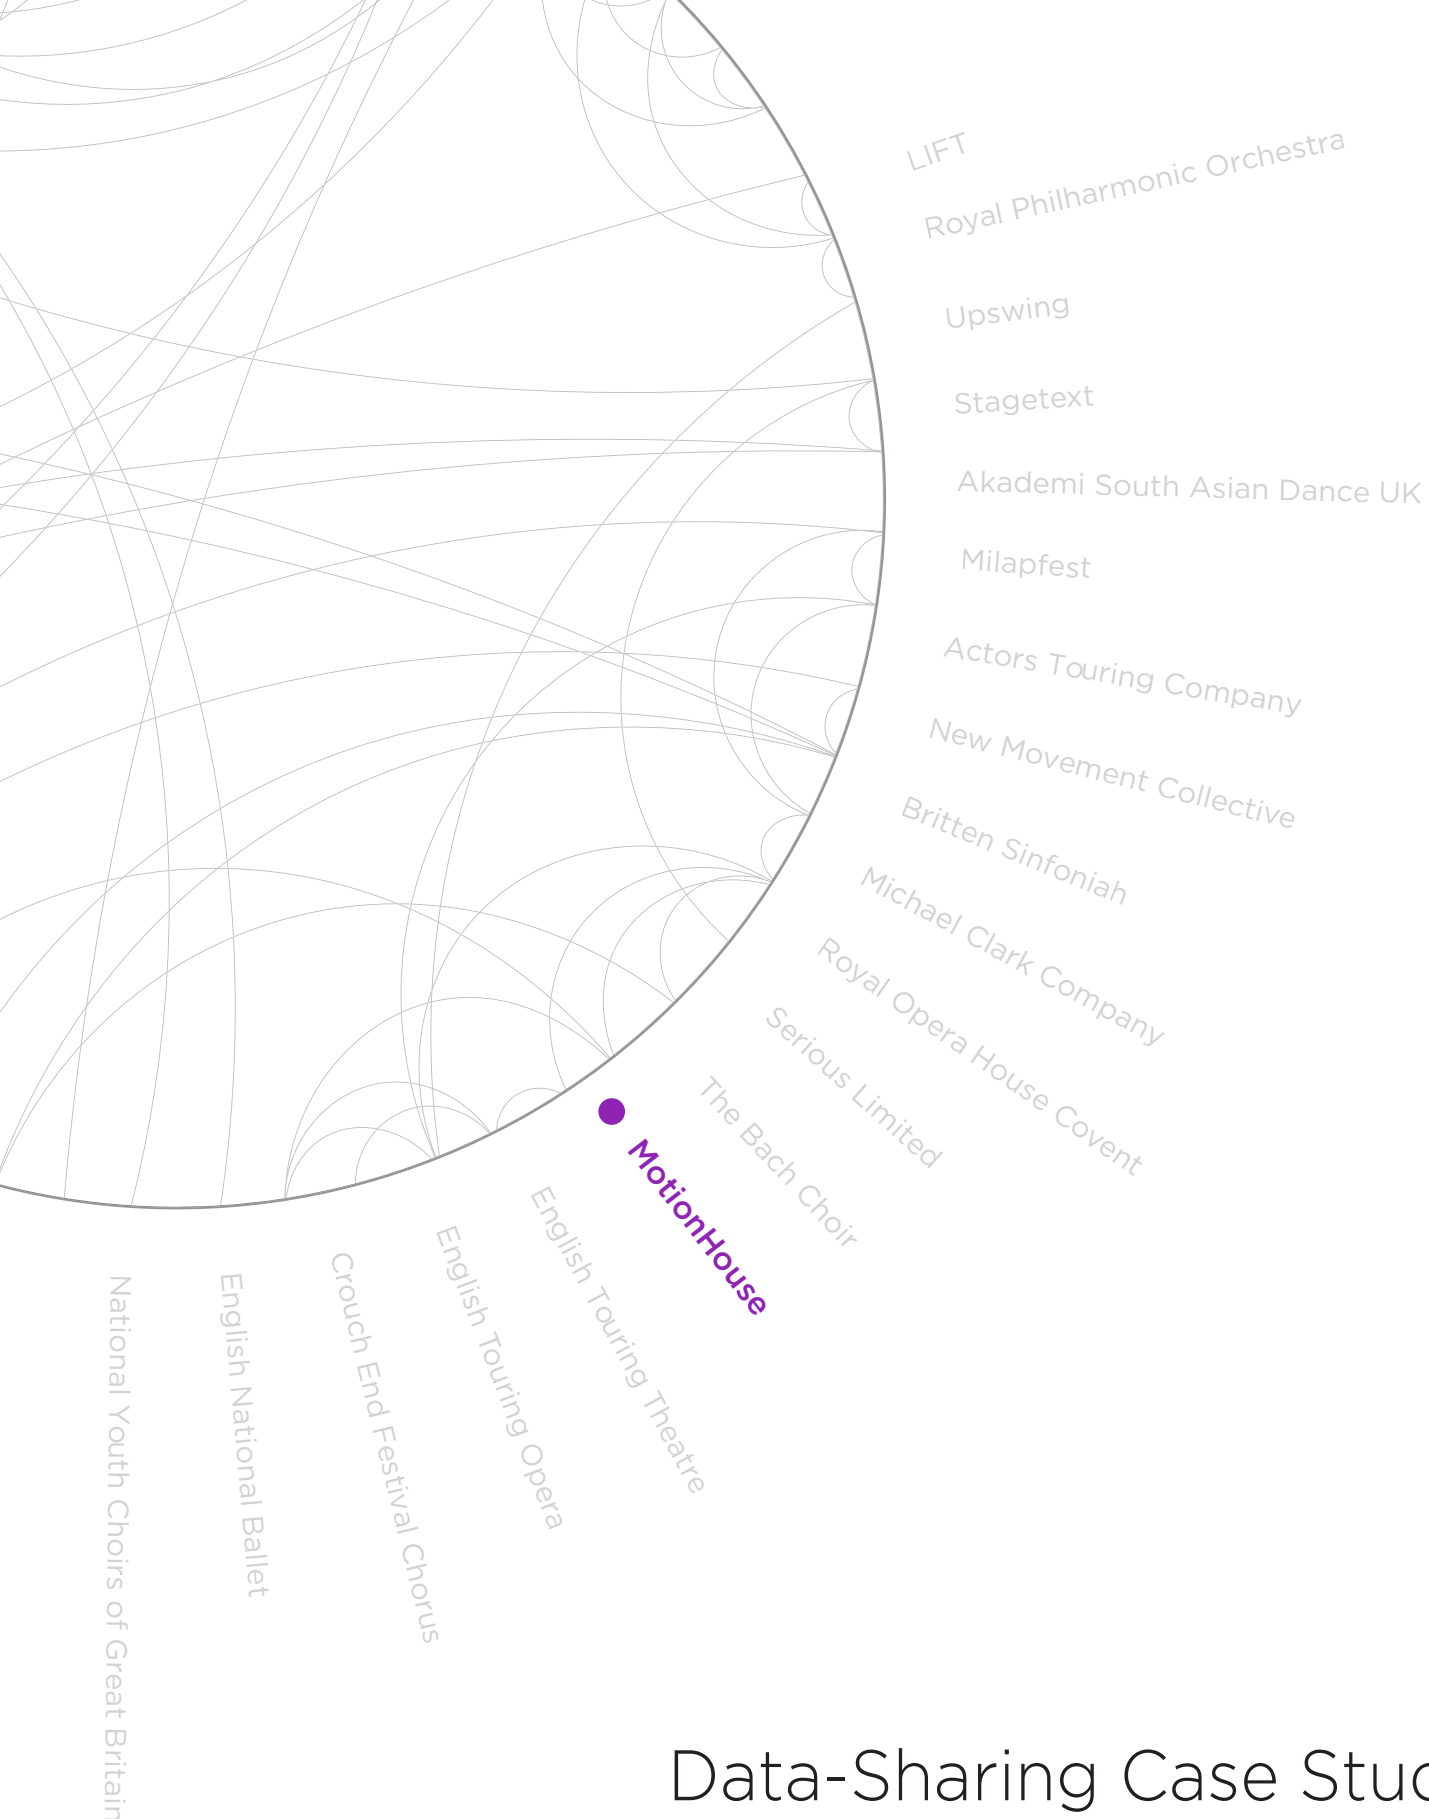 LIFT
Royal Philharmonic Orchestra
Upswing
Stagetext
Akademi South Asian Dance UK
Milapfest
Actors Touring Company
New Movement Collective
Britten Sinfoniah
Michael Clark Company
Royal Opera House Covent
Serious Limited
The Bach Choir
MotionHouse
English Touring Theatre
English Touring Opera
Crouch End Festival Chorus
English National Ballet
National Youth Choirs of Great Britain
Data-Sharing Case Stu